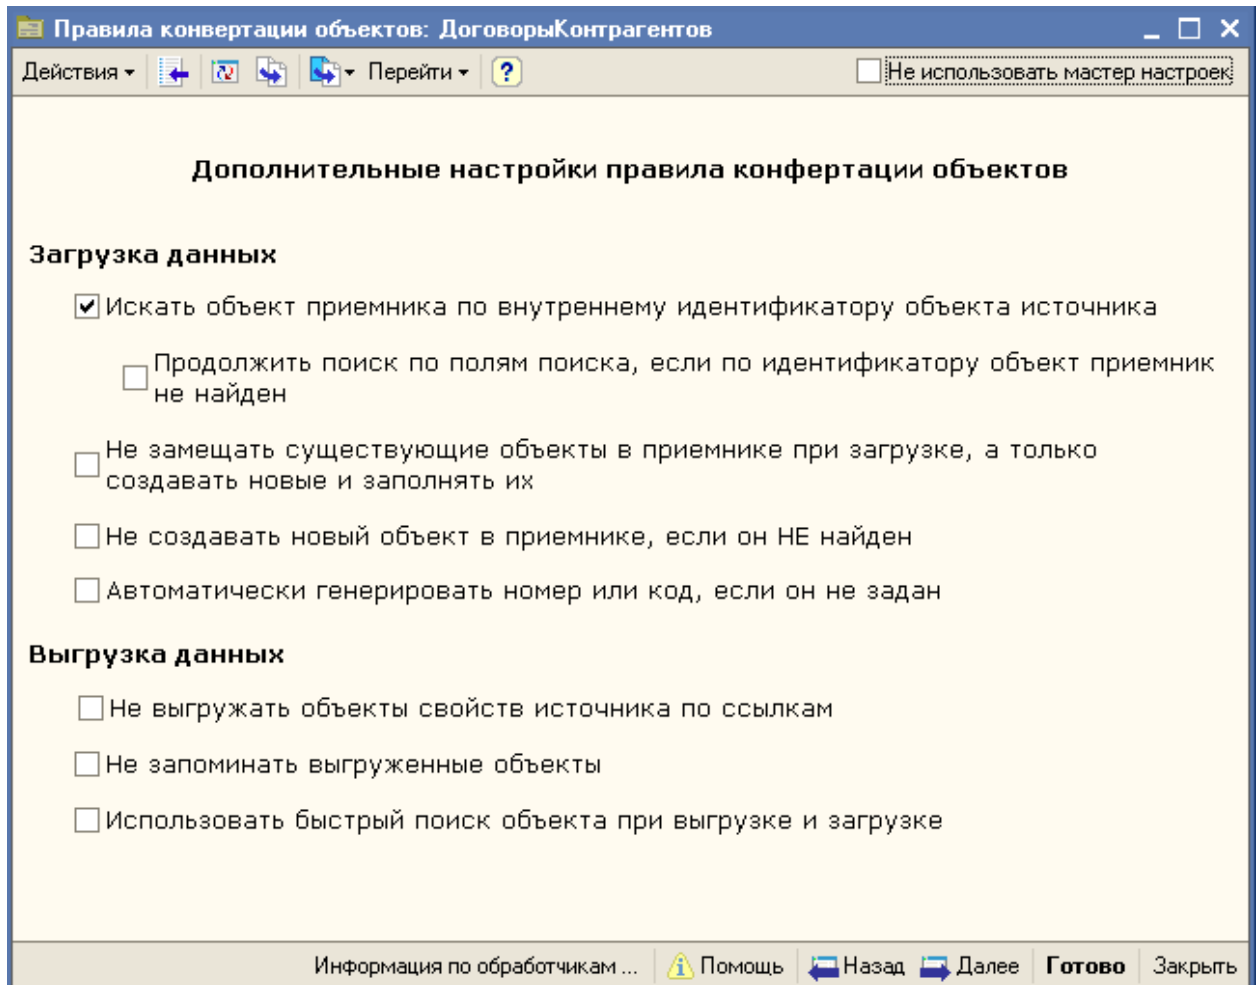 Правила конвертации объектов: ДоговорыКонтрагентов
Действия Перейти ? Не использовать мастер настроек
Дополнительные настройки правила конфертации объектов
Загрузка данных
Искать объект приемника по внутреннему идентификатору объекта источника
Продолжить поиск по полям поиска, если по идентификатору объект приемник
не найден
Не замещать существующие объекты в приемнике при загрузке, а только
создавать новые и заполнять их
Не создавать новый объект в приемнике, если он НЕ найден
Автоматически генерировать номер или код, если он не задан
Выгрузка данных
Не выгружать объекты свойств источника по ссылкам
Не запоминать выгруженные объекты
Использовать быстрый поиск объекта при выгрузке и загрузке
Информация по обработчикам ... Помощь Назад Далее Готово Закрыть